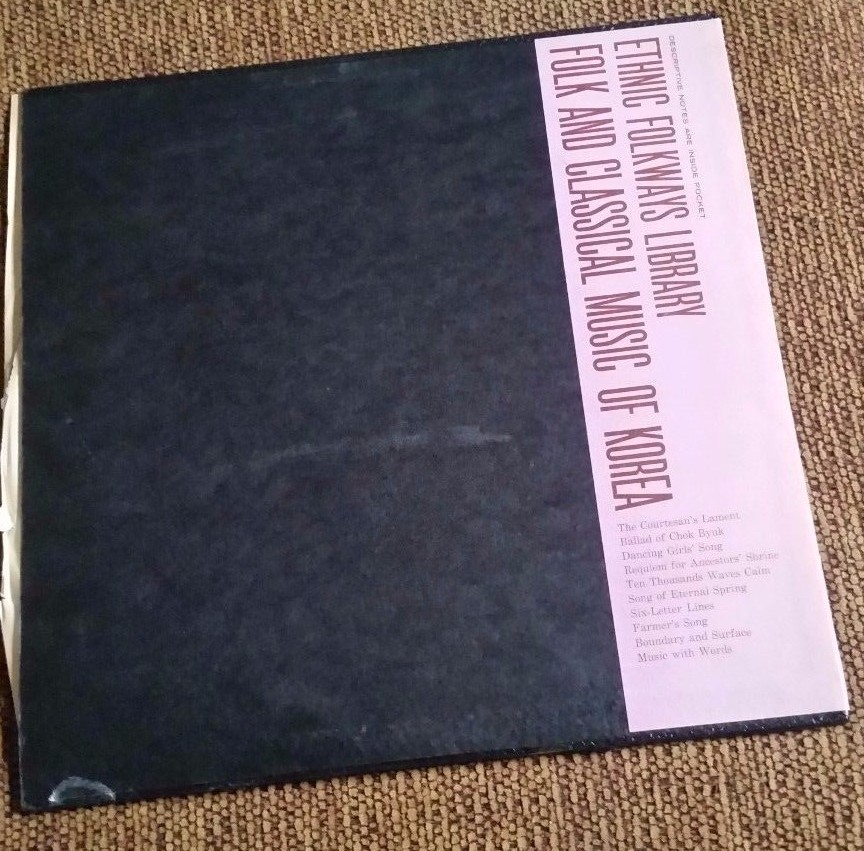 DESCRIPTIVE NOTES ARE INSIDE POCKET
ETHNIC FOLKWAYS LIBRARY
FOLK AND CLASSICAL MUSIC OF KOREA
The Courtesan's Lament
Ballad of Chok Byuk
Dancing Girls' Song
Requiem for Ancestors' Shrine
Ten Thousands Waves Calm
Song of Eternal Spring
Six-Letter Lines
Farmer's Song
Boundary and Surface
Music with Words